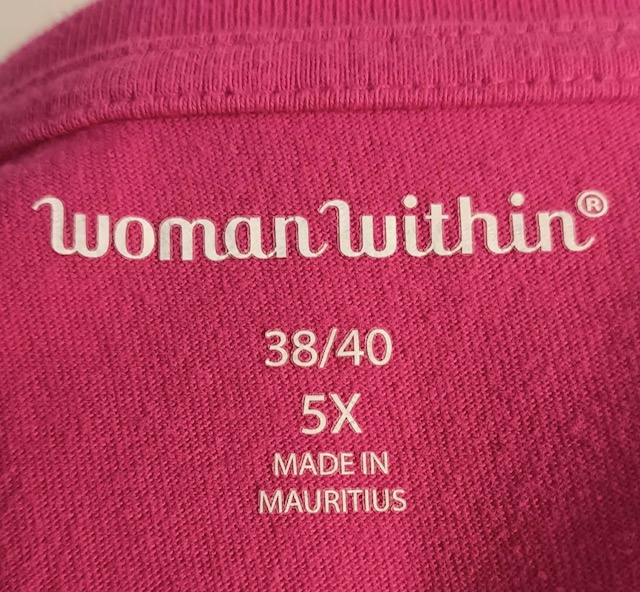 woman within®
38/40
5X
MADE IN
MAURITIUS